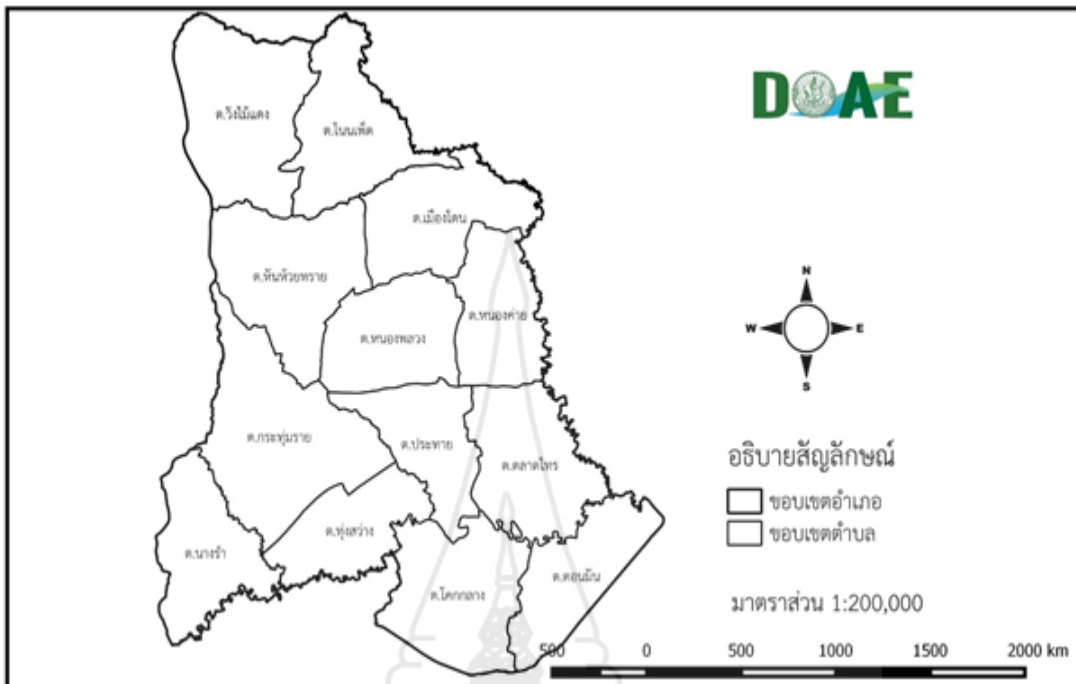 DOAE
ต.วังไม้แดง
ต.โนนเพ็ด
ต.เมืองโดน
ต.หันห้วยทราย
ต.หนองค่าย
ต.หนองพลวง
N
W
E
S
ต.กระทุ่มราย
ต.ประทาย
ต.ตลาดไทร
อธิบายสัญลักษณ์
ขอบเขตอำเภอ
ขอบเขตตำบล
ต.ทุ่งสว่าง
ต.นางรำ
ต.ดอนมัน
ต.โคกกลาง
มาตราส่วน 1:200,000
500 0 500 1000 1500 2000 km